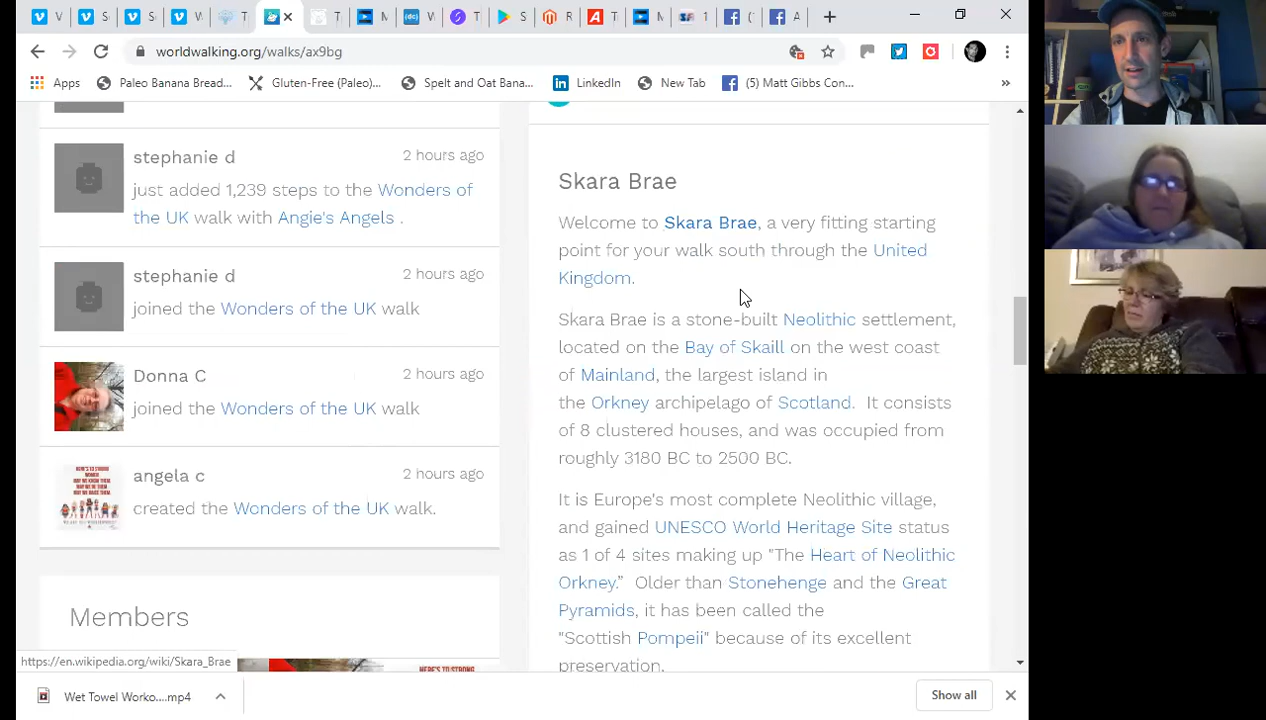 V
S
S
V
T
T
V
T
S
R
T
M
1
(
A
worldwalking.org/walks/ax9bg
Apps
Paleo Banana Bread...
Gluten-Free (Paleo)...
Spelt and Oat Bana...
LinkedIn
New Tab
(5) Matt Gibbs Con...
»
stephanie d
2 hours ago
just added 1,239 steps to the Wonders of
the UK walk with Angie's Angels .
stephanie d
2 hours ago
joined the Wonders of the UK walk
Donna C
2 hours ago
joined the Wonders of the UK walk
angela c
2 hours ago
created the Wonders of the UK walk.
Members
Skara Brae
Welcome to Skara Brae, a very fitting starting
point for your walk south through the United
Kingdom.
Skara Brae is a stone-built Neolithic settlement,
located on the Bay of Skaill on the west coast
of Mainland, the largest island in
the Orkney archipelago of Scotland. It consists
of 8 clustered houses, and was occupied from
roughly 3180 BC to 2500 BC.
It is Europe's most complete Neolithic village,
and gained UNESCO World Heritage Site status
as 1 of 4 sites making up "The Heart of Neolithic
Orkney.” Older than Stonehenge and the Great
Pyramids, it has been called the
"Scottish Pompeii" because of its excellent
preservation.
https://en.wikipedia.org/wiki/Skara_Brae
Wet Towel Worko....mp4
Show all